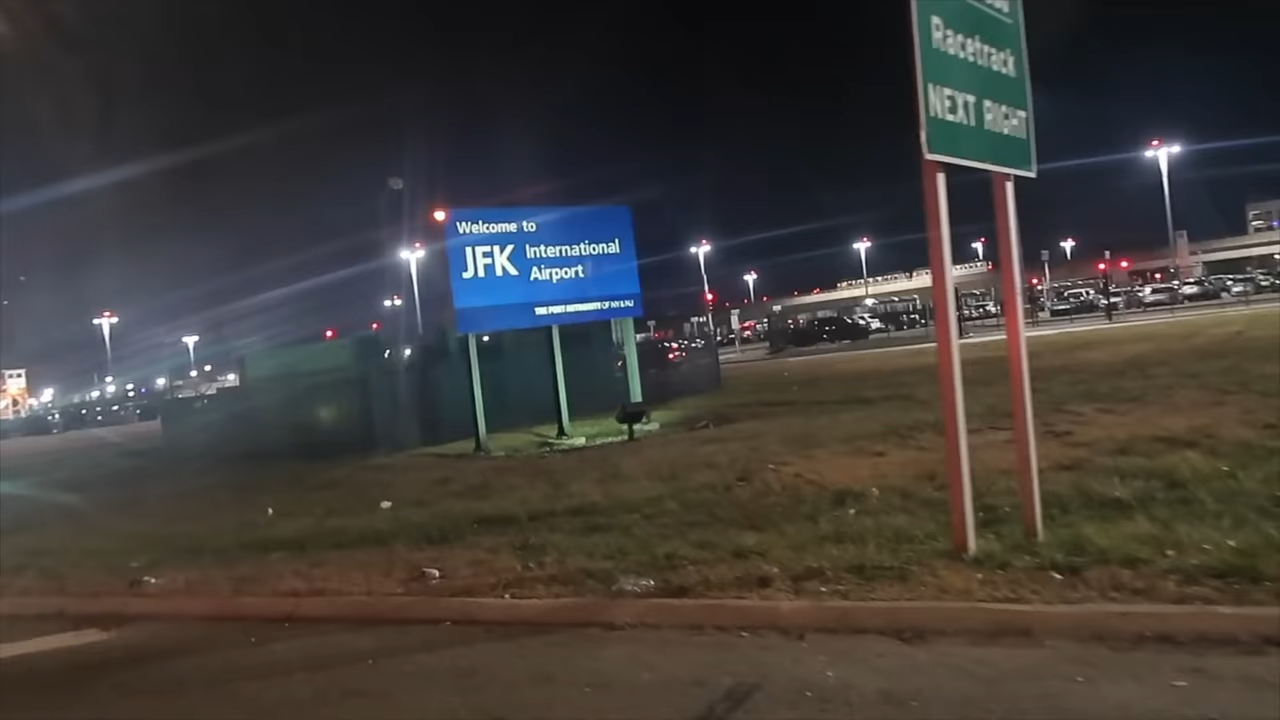 Welcome to
JFK International
Airport
THE PORT AUTHORITY OF NY & NJ
Racetrack
NEXT RIGHT